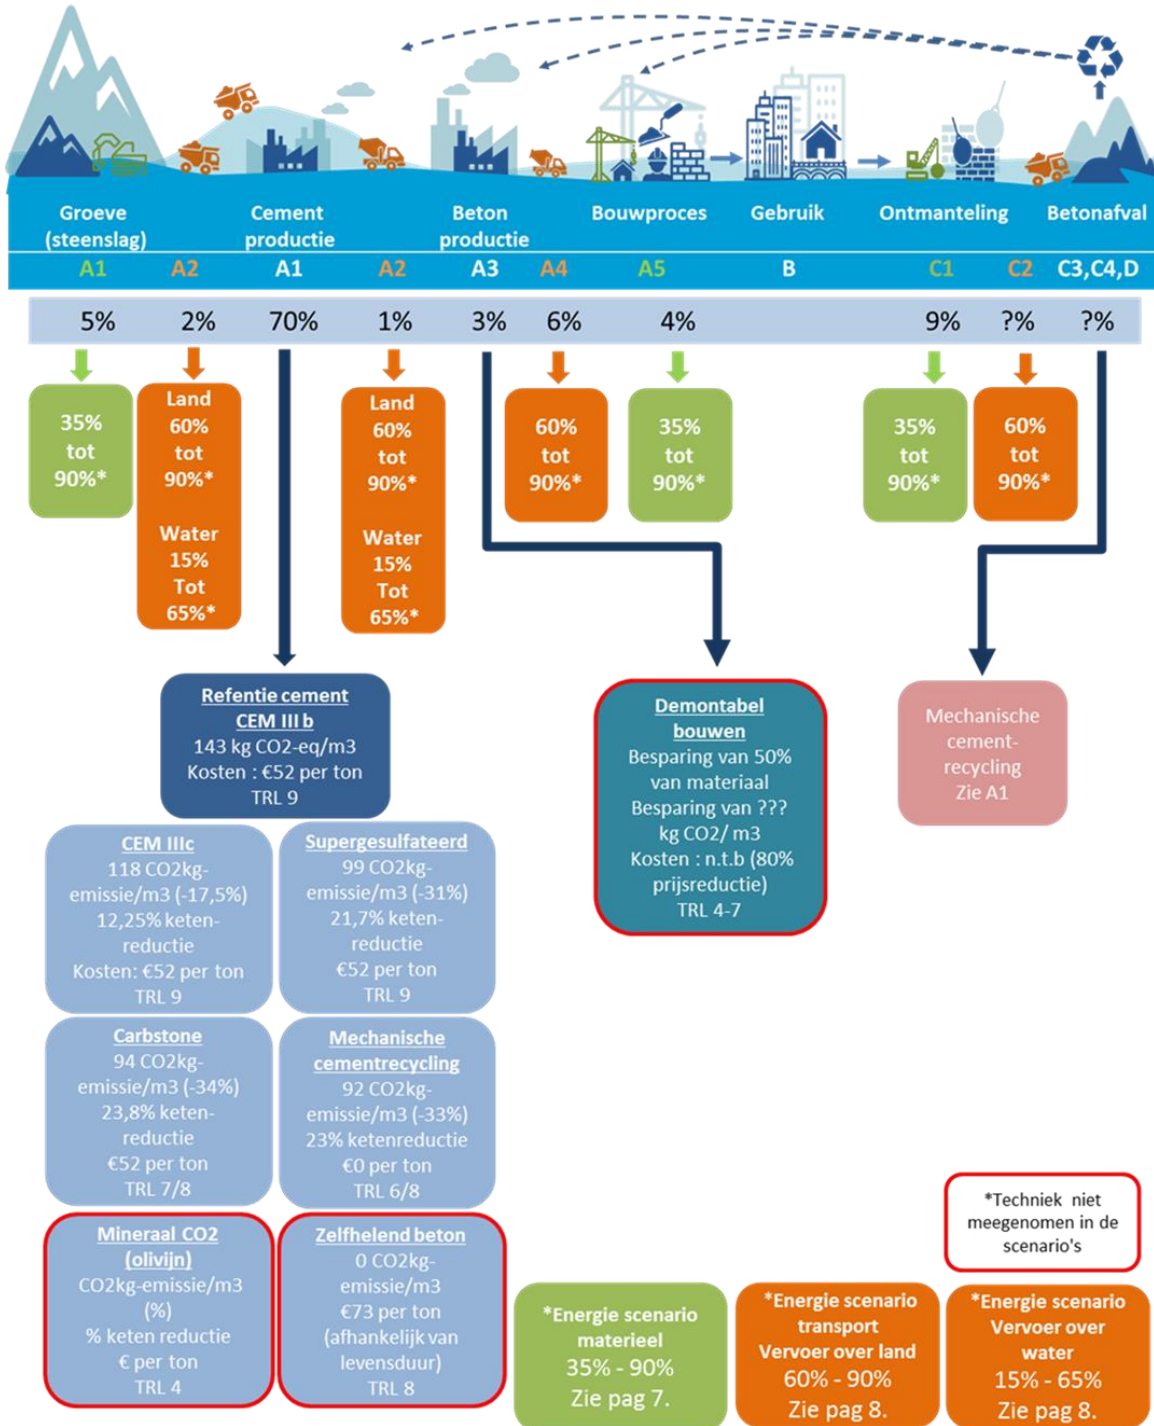 Groeve
(steenslag)
Cement
productie
Beton
productie
Bouwproces
Gebruik
Ontmanteling
Betonafval
A1
A2
A1
A2
A3
A4
A5
B
C1
C2
C3,C4,D
5%
2%
70%
1%
3%
6%
4%
9%
?%
?%
35%
tot
90%*
Land
60%
tot
90%*
Water
15%
Tot
65%*
Land
60%
tot
90%*
Water
15%
Tot
65%*
60%
tot
90%*
35%
tot
90%*
35%
tot
90%*
60%
tot
90%*
Refentie cement
CEM III b
143 kg CO2-eq/m3
Kosten : €52 per ton
TRL 9
Demontabel
bouwen
Besparing van 50%
van materiaal
Besparing van ???
kg CO2/ m3
Kosten : n.t.b (80%
prijsreductie)
TRL 4-7
Mechanische
cement-
recycling
Zie A1
CEM IIIc
118 CO2kg-
emissie/m3 (-17,5%)
12,25% keten-
reductie
Kosten: €52 per ton
TRL 9
Supergesulfateerd
99 CO2kg-
emissie/m3 (-31%)
21,7% keten-
reductie
€52 per ton
TRL 9
Carbstone
94 CO2kg-
emissie/m3 (-34%)
23,8% keten-
reductie
€52 per ton
TRL 7/8
Mechanische
cementrecycling
92 CO2kg-
emissie/m3 (-33%)
23% ketenreductie
€0 per ton
TRL 6/8
Mineraal CO2
(olivijn)
CO2kg-emissie/m3
(%)
% keten reductie
€ per ton
TRL 4
Zelfhelend beton
0 CO2kg-
emissie/m3
€73 per ton
(afhankelijk van
levensduur)
TRL 8
*Techniek niet
meegenomen in de
scenario's
*Energie scenario
materieel
35% - 90%
Zie pag 7.
*Energie scenario
transport
Vervoer over land
60% - 90%
Zie pag 8.
*Energie scenario
Vervoer over
water
15% - 65%
Zie pag 8.